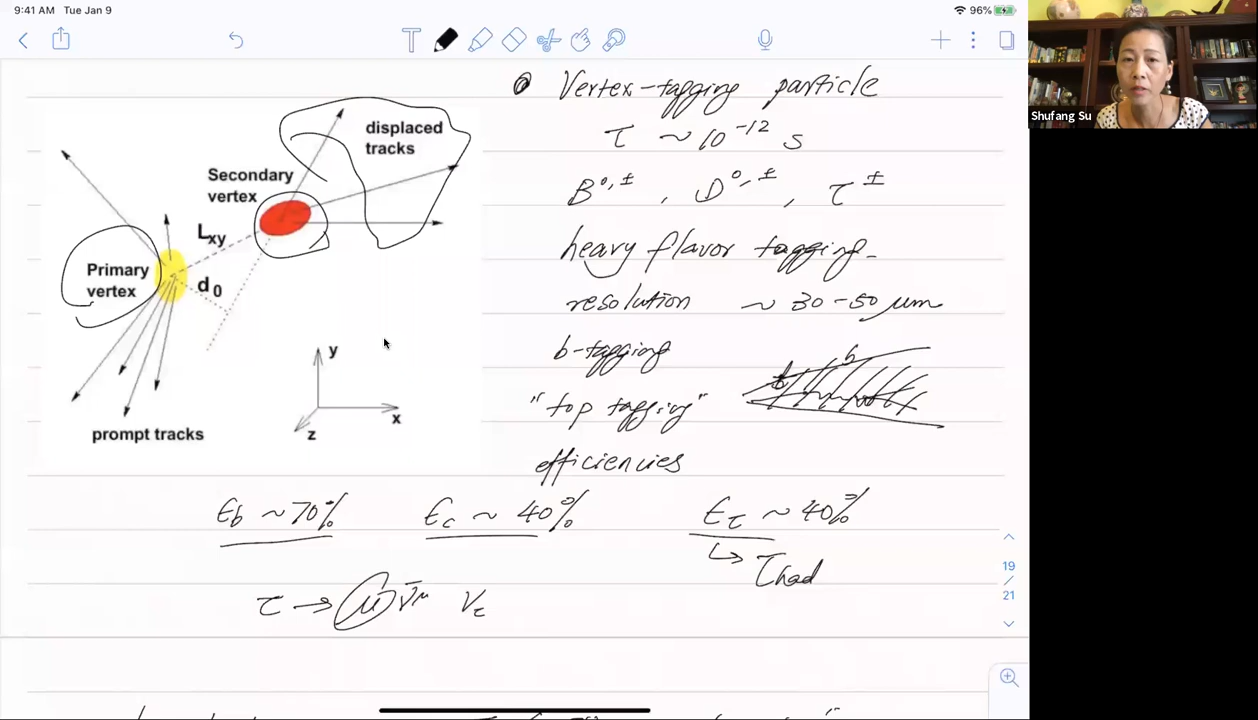 9:41 AM Tue Jan 9
96%
Shufang Su
Vertex-tagging particle
τ ~ 10⁻¹² s
B⁰,± , D⁰,± , τ±
heavy flavor tagging
resolution ~ 30-50 μm
b-tagging
b
"top tagging"
efficiencies
displaced
tracks
Secondary
vertex
Lxy
Primary
vertex
d0
y
x
z
prompt tracks
εb ~ 70% εc ~ 40% ετ ~ 40%
↳ τhad
τ → μ ν̄μ ντ
19
/
21